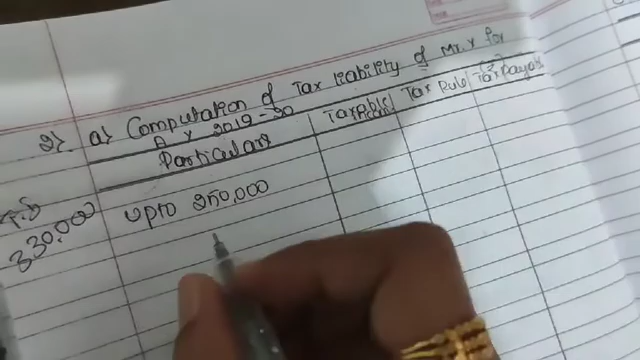 2) a) Computation of Tax liability of Mr. Y for
A Y 2019-20
Particulars Taxable Tax Rate Tax Payable
330,000 upto 250,000